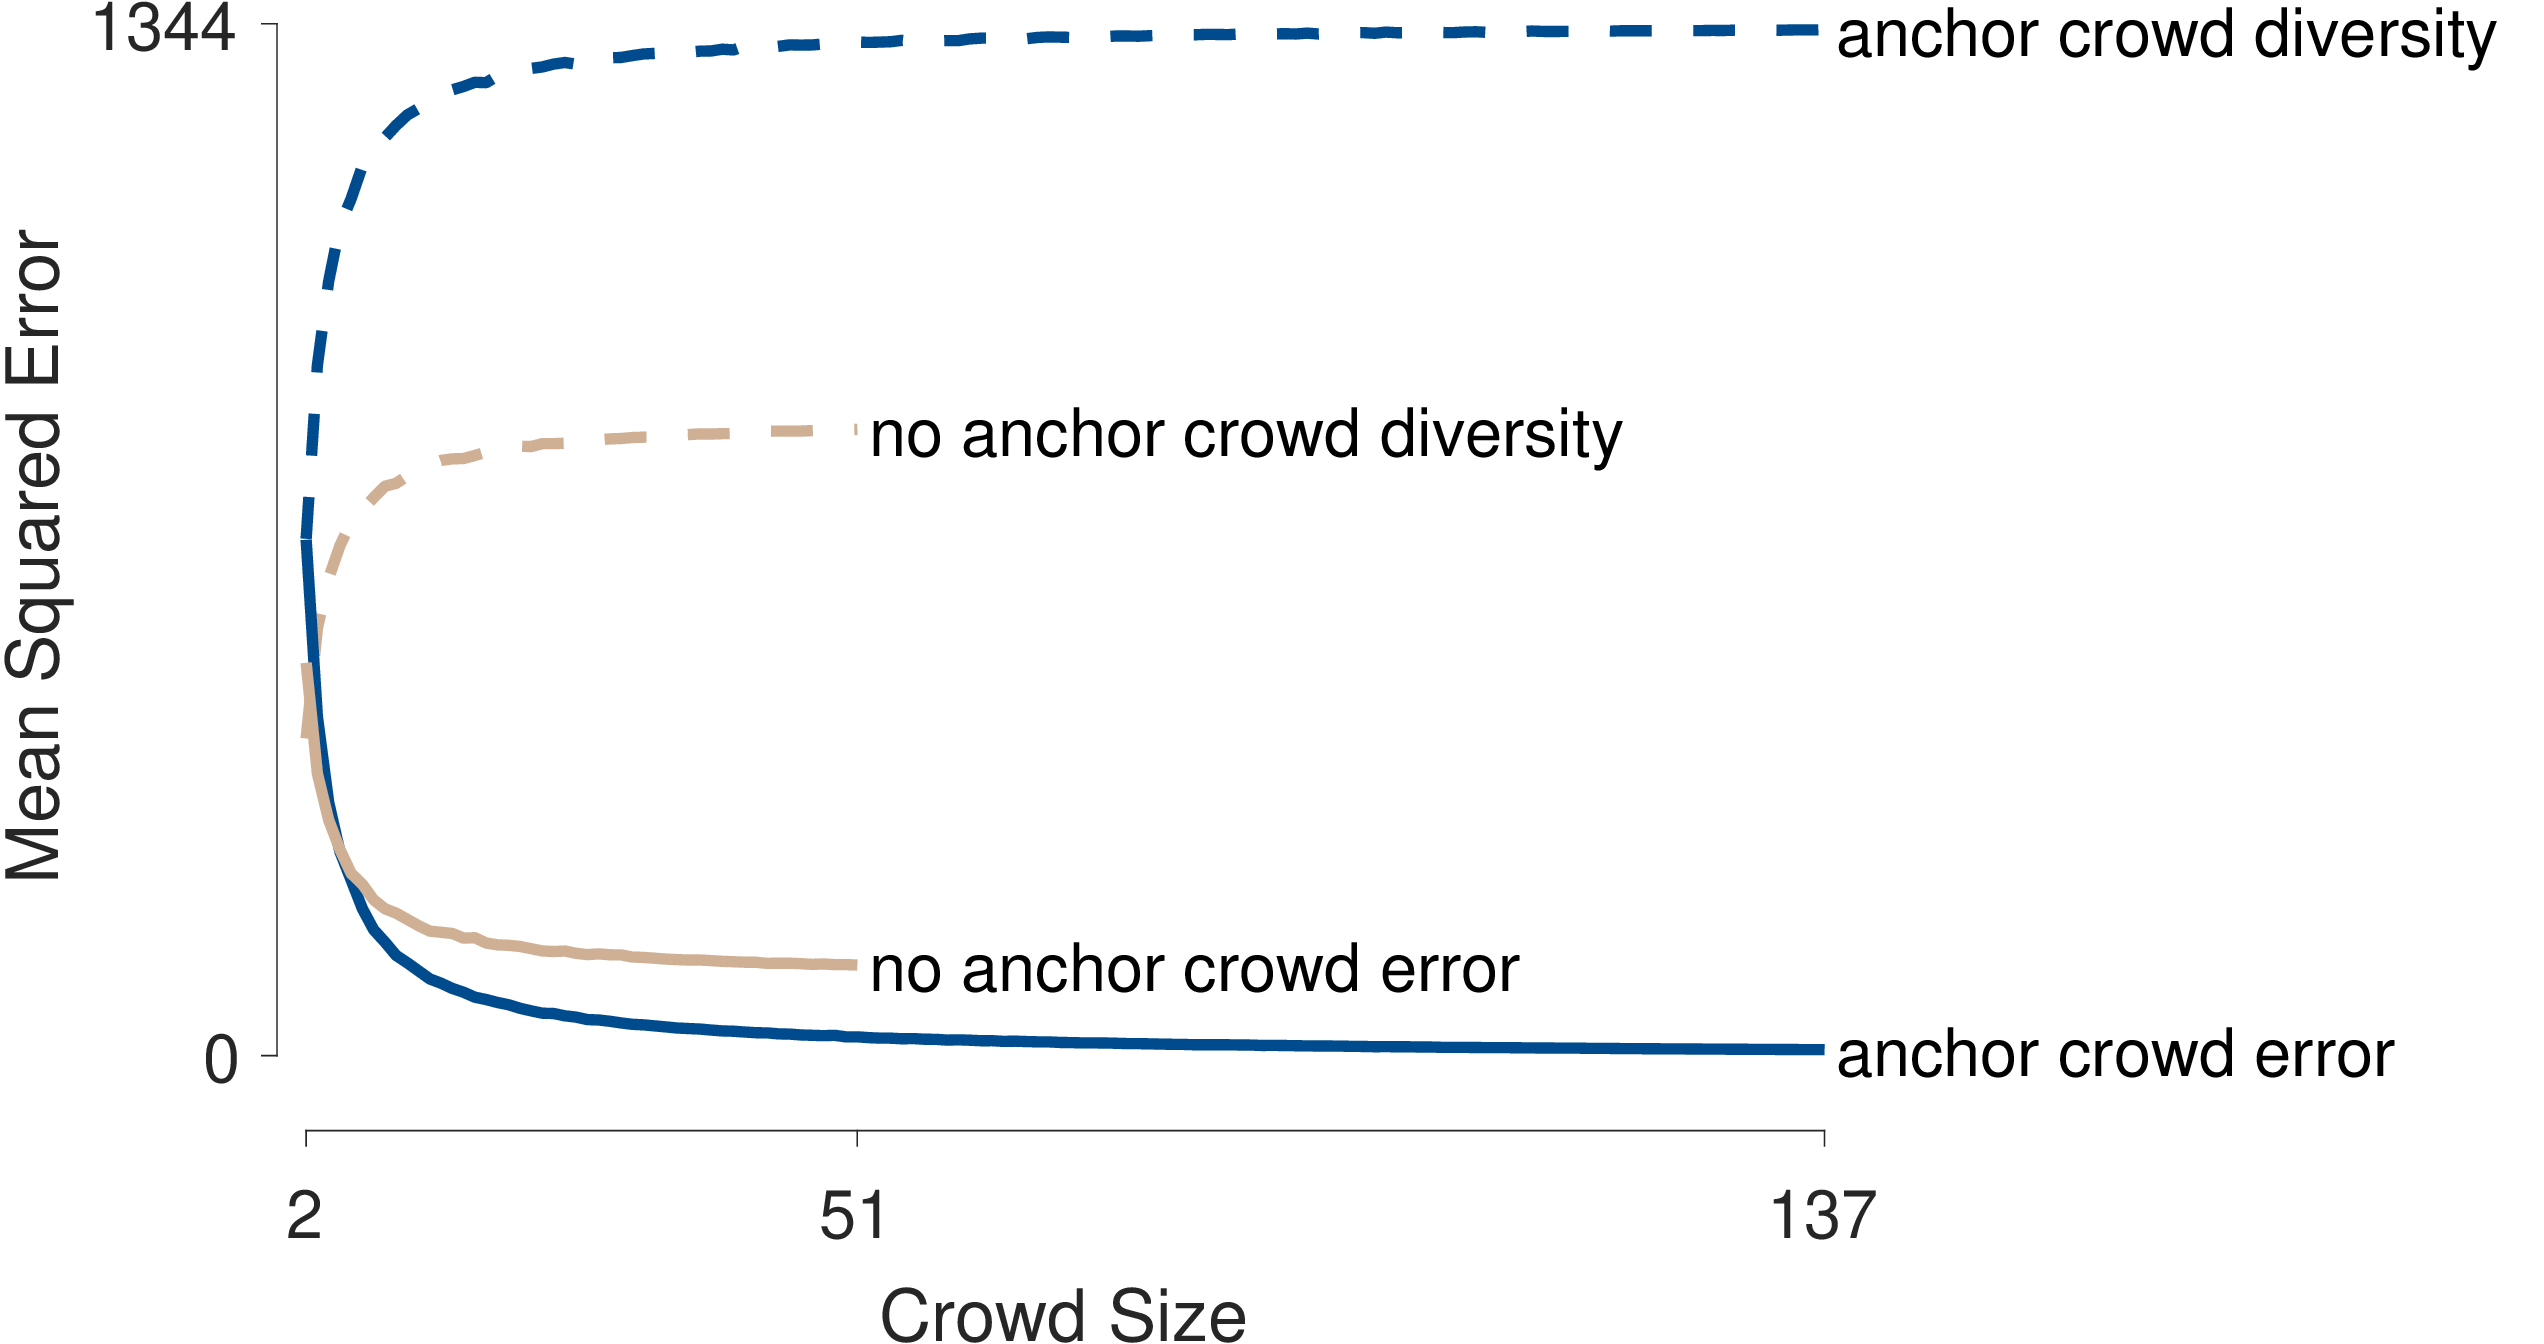 1344
anchor crowd diversity
no anchor crowd diversity
Mean Squared Error
no anchor crowd error
0
anchor crowd error
2
51
137
Crowd Size